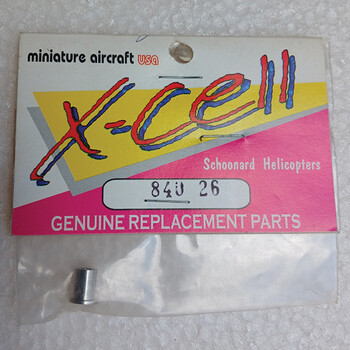 miniature aircraft USA
X-Cell
Schoonard Helicopters
840 26
GENUINE REPLACEMENT PARTS